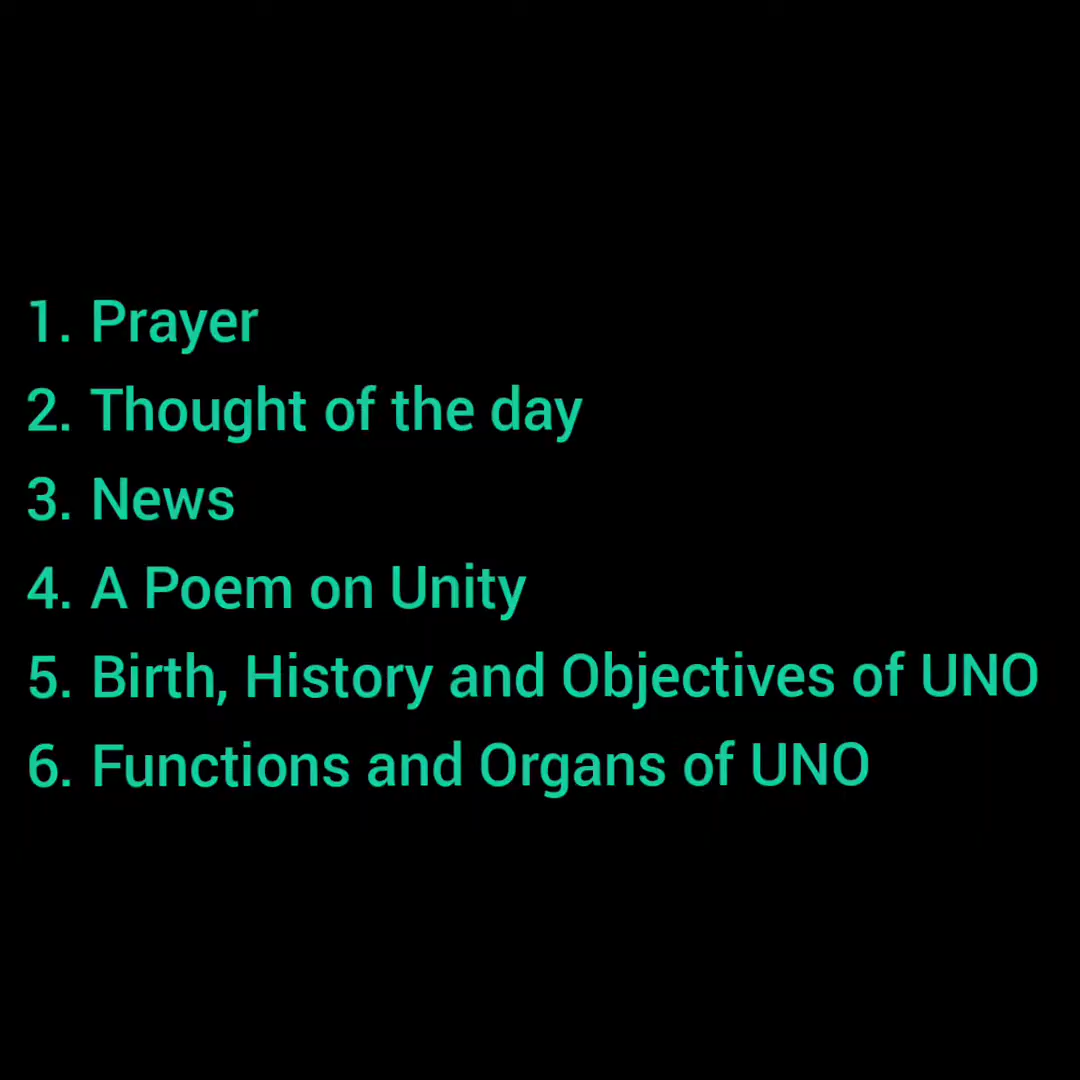 1. Prayer
2. Thought of the day
3. News
4. A Poem on Unity
5. Birth, History and Objectives of UNO
6. Functions and Organs of UNO